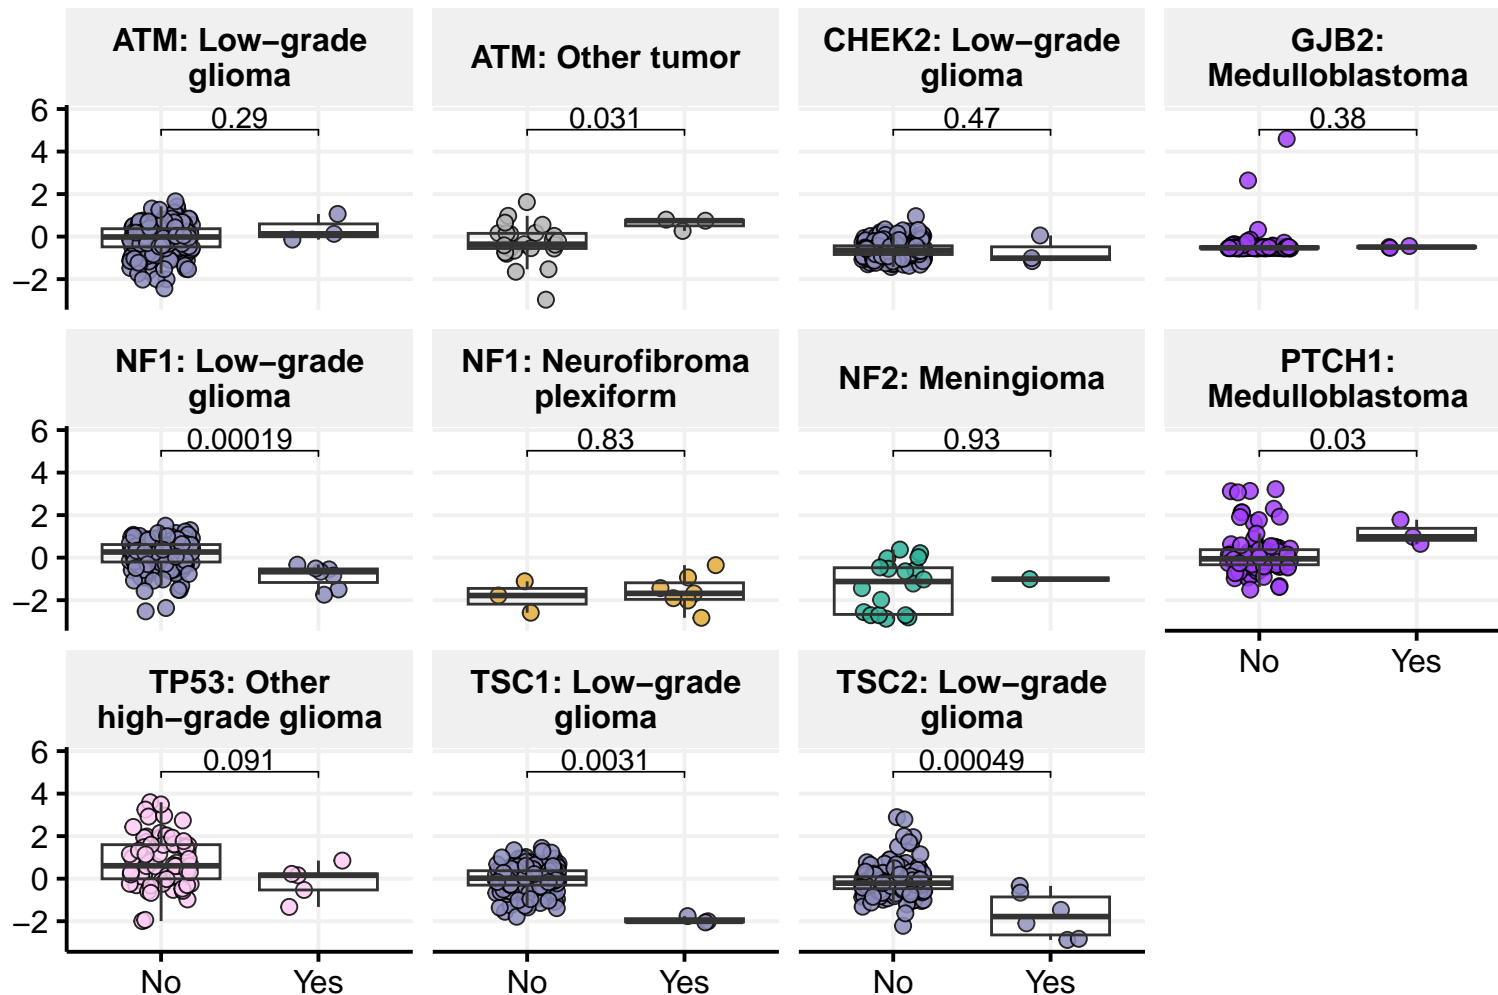 ATM: Low−grade
glioma
ATM: Other tumor
CHEK2: Low−grade
glioma
GJB2:
Medulloblastoma
6
4
2
0
−2
0.29
0.031
0.47
0.38
NF1: Low−grade
glioma
NF1: Neurofibroma
plexiform
NF2: Meningioma
PTCH1:
Medulloblastoma
6
4
2
0
−2
0.00019
0.83
0.93
0.03
No Yes
TP53: Other
high−grade glioma
TSC1: Low−grade
glioma
TSC2: Low−grade
glioma
6
4
2
0
−2
0.091
0.0031
0.00049
No Yes
No Yes
No Yes